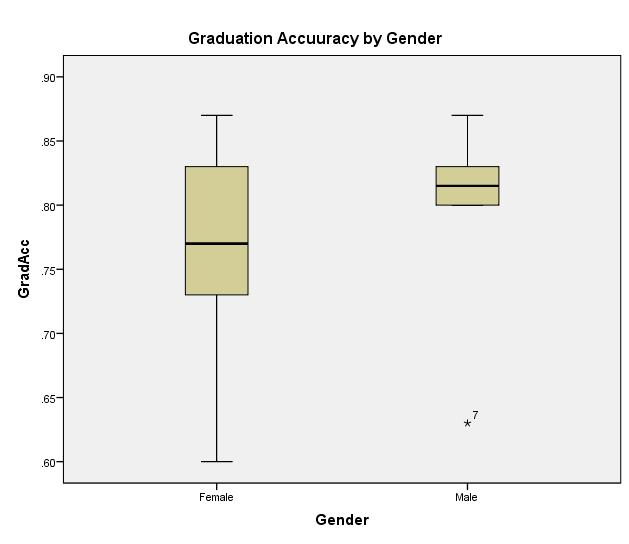 Graduation Accuuracy by Gender
.90
.85
.80
.75
.70
.65
.60
GradAcc
7
Female
Male
Gender